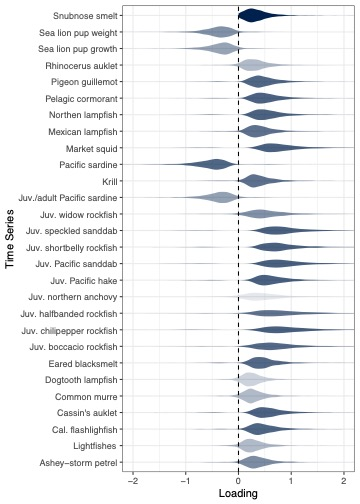 Snubnose smelt
Sea lion pup weight
Sea lion pup growth
Rhinocerus auklet
Pigeon guillemot
Pelagic cormorant
Northen lampfish
Mexican lampfish
Market squid
Pacific sardine
Krill
Juv./adult Pacific sardine
Juv. widow rockfish
Juv. speckled sanddab
Juv. shortbelly rockfish
Juv. Pacific sanddab
Juv. Pacific hake
Juv. northern anchovy
Juv. halfbanded rockfish
Juv. chilipepper rockfish
Juv. boccacio rockfish
Eared blacksmelt
Dogtooth lampfish
Common murre
Cassin's auklet
Cal. flashlightfish
Lightfishes
Ashey−storm petrel
Time Series
−2 −1 0 1 2
Loading